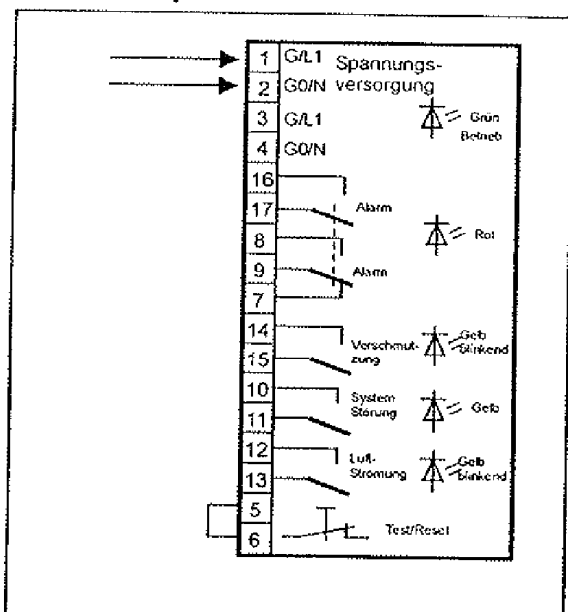 1 G/L1 Spannungs-
2 G0/N versorgung
3 G/L1 Grün
4 G0/N Betrieb
16
17 Alarm
8 Rot
9 Alarm
7
14 Gelb
Verschmut- blinkend
15 zung
10 System
Störung Gelb
11
12 Luft- Gelb
Strömung blinkend
13
5
6 Test/Reset